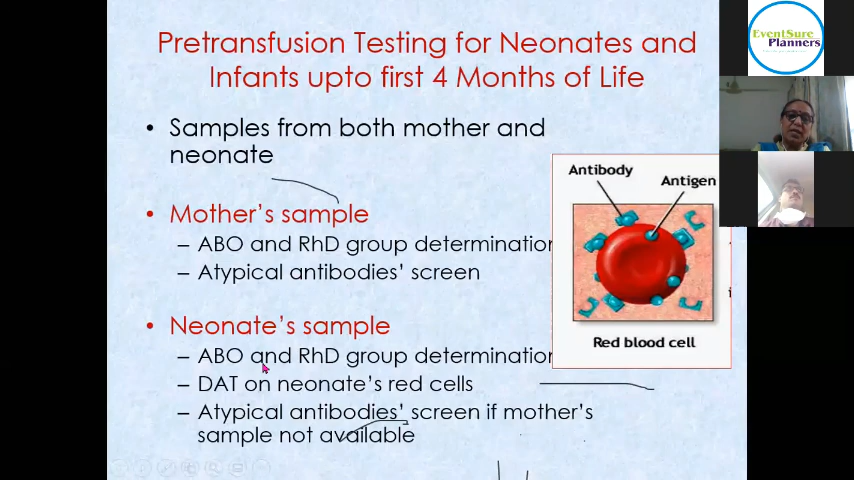 Pretransfusion Testing for Neonates and
Infants upto first 4 Months of Life
• Samples from both mother and
neonate
• Mother's sample
– ABO and RhD group determination
– Atypical antibodies' screen
• Neonate's sample
– ABO and RhD group determination
– DAT on neonate's red cells
– Atypical antibodies' screen if mother's
sample not available
Antibody
Antigen
Red blood cell
EventSure
Planners